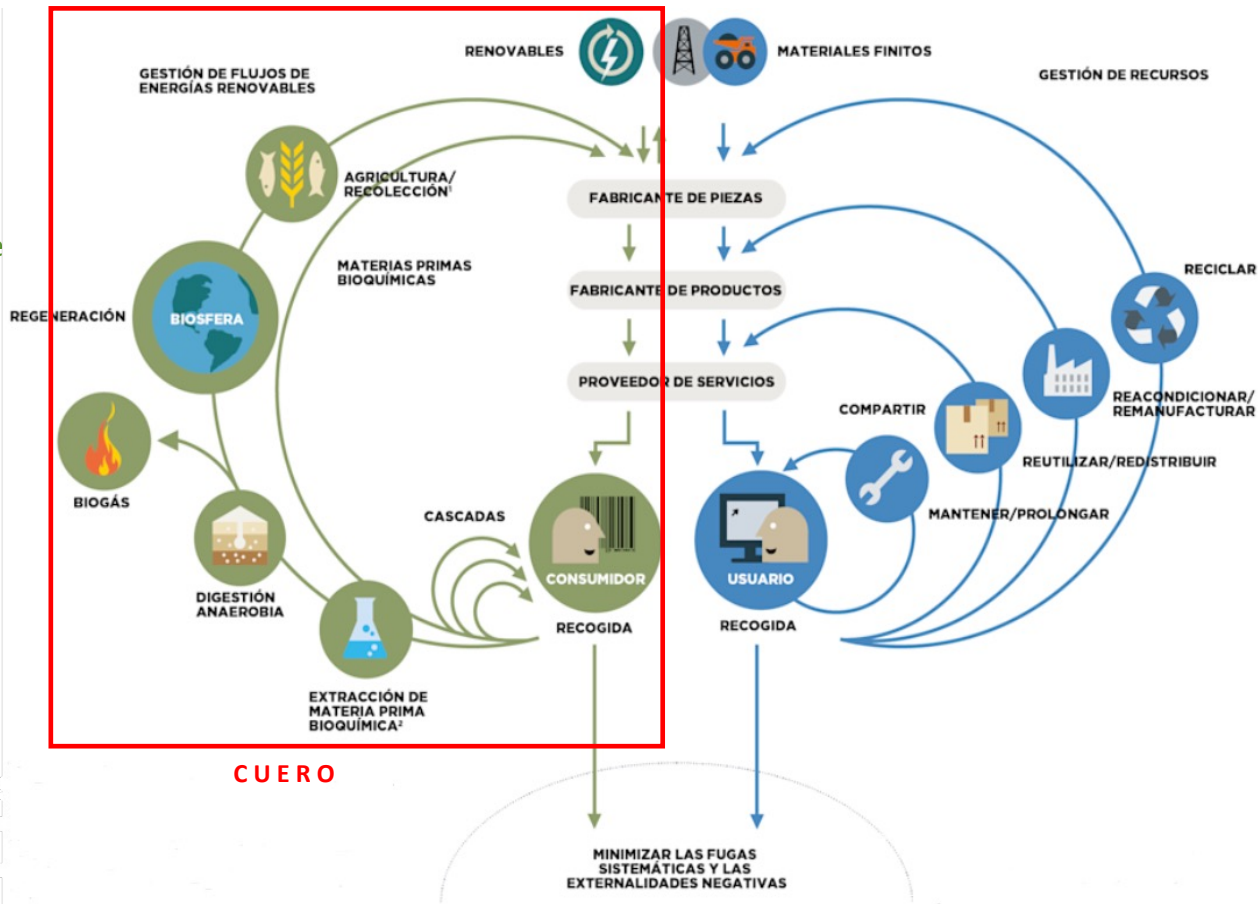 RENOVABLES
MATERIALES FINITOS
GESTIÓN DE FLUJOS DE
ENERGÍAS RENOVABLES
GESTIÓN DE RECURSOS
AGRICULTURA/
RECOLECCIÓN¹
FABRICANTE DE PIEZAS
MATERIAS PRIMAS
BIOQUÍMICAS
RECICLAR
FABRICANTE DE PRODUCTOS
REGENERACIÓN
BIOSFERA
PROVEEDOR DE SERVICIOS
REACONDICIONAR/
REMANUFACTURAR
COMPARTIR
REUTILIZAR/REDISTRIBUIR
BIOGÁS
CASCADAS
MANTENER/PROLONGAR
CONSUMIDOR
USUARIO
DIGESTIÓN
ANAEROBIA
RECOGIDA
RECOGIDA
EXTRACCIÓN DE
MATERIA PRIMA
BIOQUÍMICA²
CUERO
MINIMIZAR LAS FUGAS
SISTEMÁTICAS Y LAS
EXTERNALIDADES NEGATIVAS